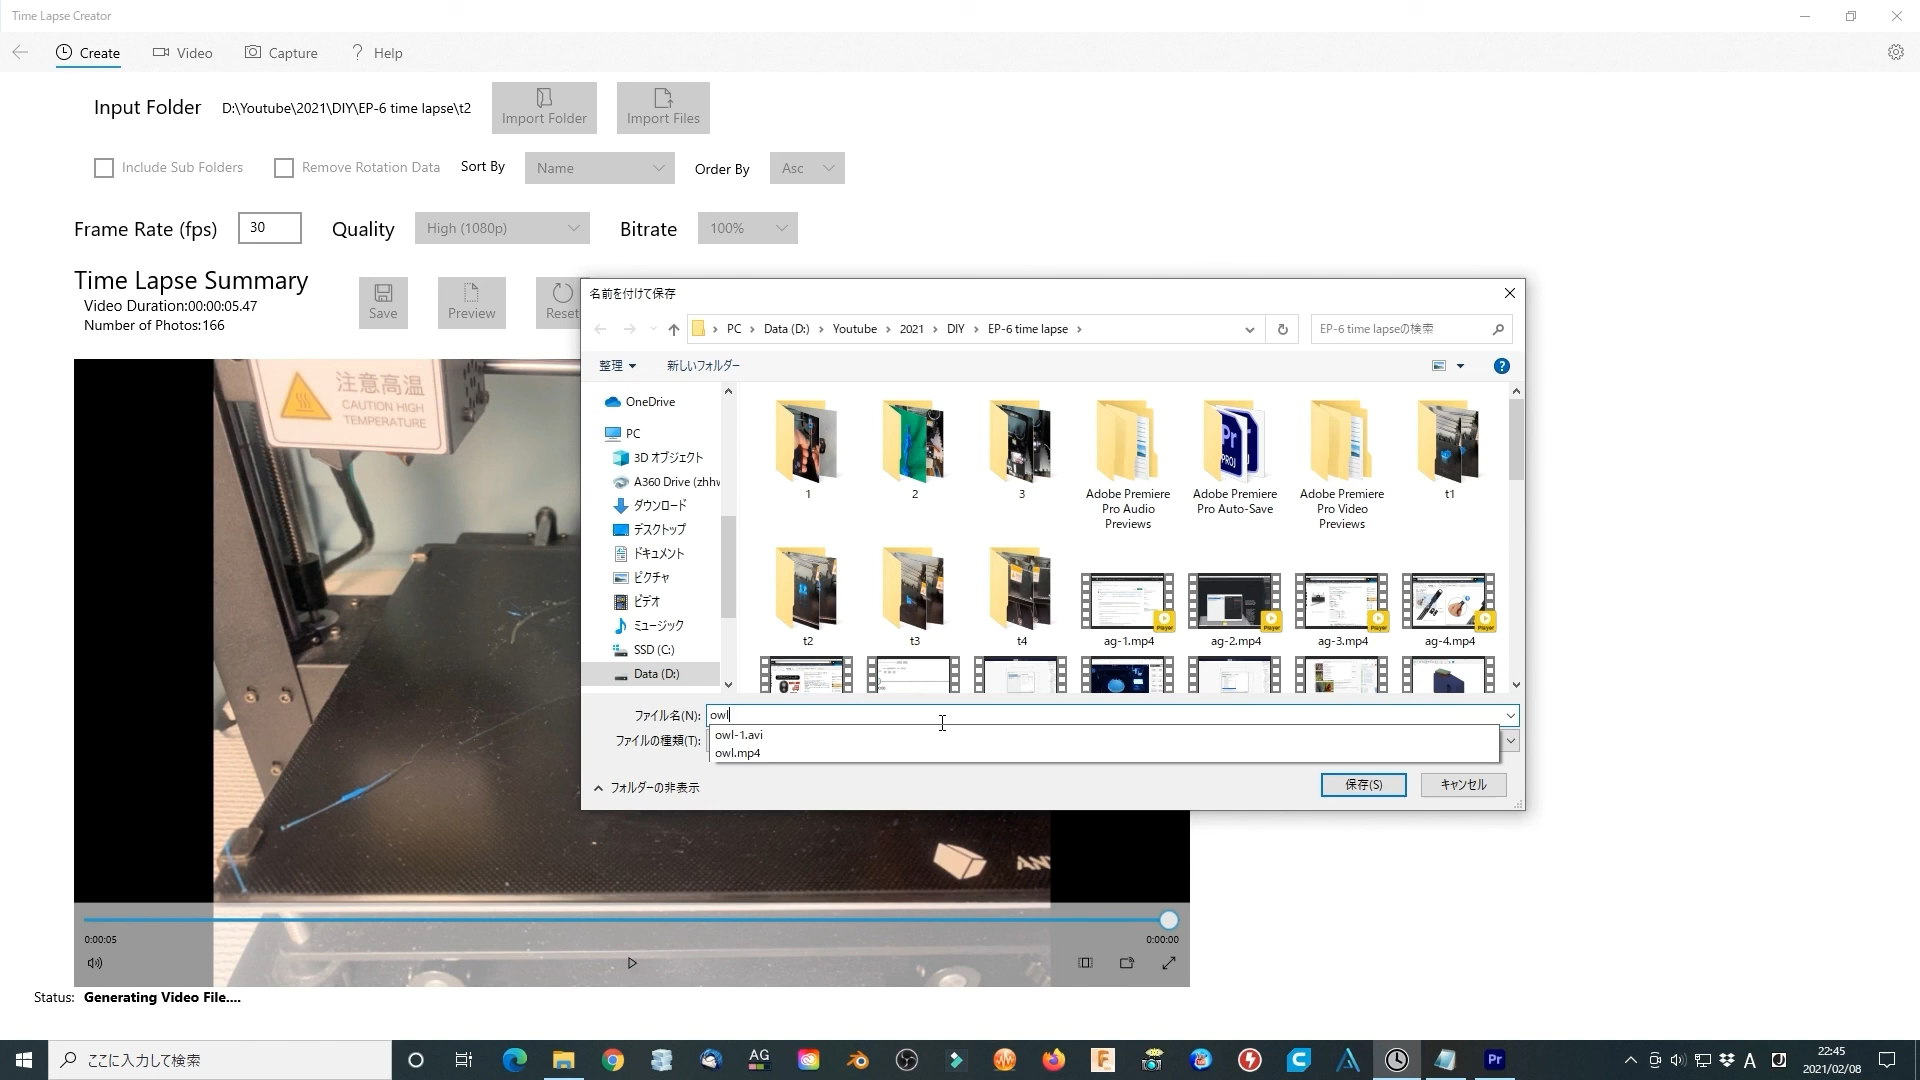 Time Lapse Creator
Create
Video
Capture
Help
Input Folder
D:\Youtube\2021\DIY\EP-6 time lapse\t2
Import Folder
Import Files
Include Sub Folders
Remove Rotation Data
Sort By
Name
Order By
Asc
Frame Rate (fps)
30
Quality
High (1080p)
Bitrate
100%
Time Lapse Summary
Video Duration:00:00:05.47
Number of Photos:166
Save
Preview
Reset
名前を付けて保存
PC
Data (D:)
Youtube
2021
DIY
EP-6 time lapse
EP-6 time lapseの検索
整理
新しいフォルダー
OneDrive
PC
3D オブジェクト
A360 Drive (zhhw
ダウンロード
デスクトップ
ドキュメント
ピクチャ
ビデオ
ミュージック
SSD (C:)
Data (D:)
1
2
3
Adobe Premiere
Pro Audio
Previews
Adobe Premiere
Pro Auto-Save
Adobe Premiere
Pro Video
Previews
t1
t2
t3
t4
ag-1.mp4
ag-2.mp4
ag-3.mp4
ag-4.mp4
ファイル名(N):
owl
ファイルの種類(T):
owl-1.avi
owl.mp4
フォルダーの非表示
保存(S)
キャンセル
注意高温
CAUTION HIGH
TEMPERATURE
0:00:05
0:00:00
Status:
Generating Video File....
ここに入力して検索
AG
Pr
A
22:45
2021/02/08